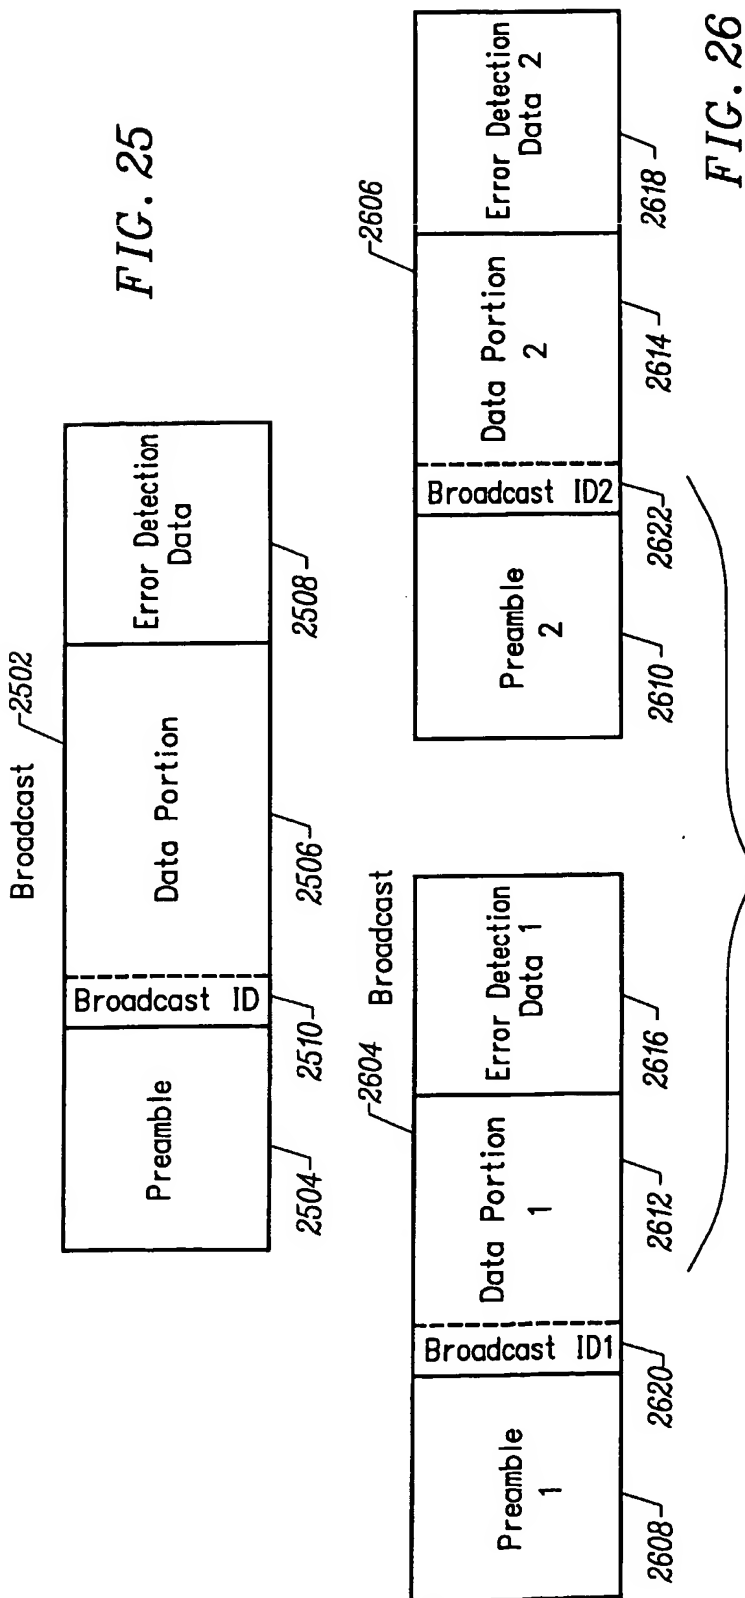 Broadcast
2502
Preamble
Broadcast ID
Data Portion
Error Detection
Data
2504
2510
2506
2508
FIG. 25
Broadcast
2604
Preamble
1
Broadcast ID1
Data Portion
1
Error Detection
Data 1
2608
2620
2612
2616
2606
Preamble
2
Broadcast ID2
Data Portion
2
Error Detection
Data 2
2610
2622
2614
2618
FIG. 26